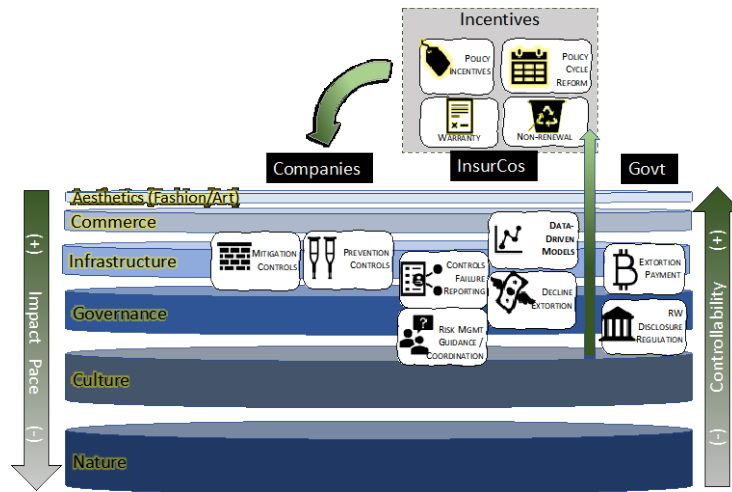 Incentives
POLICY
INCENTIVES
POLICY
CYCLE
REFORM
WARRANTY
NON-RENEWAL
Companies
InsurCos
Govt
Aesthetics (Fashion/Art)
Commerce
Infrastructure
Governance
Culture
Nature
MITIGATION
CONTROLS
PREVENTION
CONTROLS
DATA-
DRIVEN
MODELS
CONTROLS
FAILURE
REPORTING
DECLINE
EXTORTION
RISK MGMT
GUIDANCE /
COORDINATION
EXTORTION
PAYMENT
RW
DISCLOSURE
REGULATION
(+) Impact Pace (-)
(-) Controllability (+)